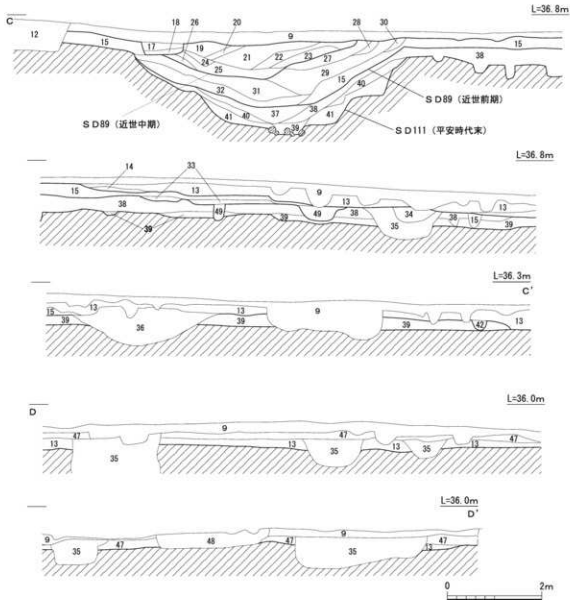 L=36.8m
C
18 26 20 28 30
12 15 17 19 9 15
24 21 22 23 27 38
25 29
32 31 15 40
SD89（近世中期） SD89（近世前期）
41 40 37 38 41
39 SD111（平安時代末）
L=36.8m
14 33
15 13 9 13 13
38 49 49 38 34 38 15
39 39 35 39
L=36.3m
C'
13 13 9 13
15
39 36 39 39 42
L=36.0m
D
47 9 47 47
13 13 13
35 35 35
L=36.0m
D'
9 9
47 48 47 47
35 35 13
0 2m